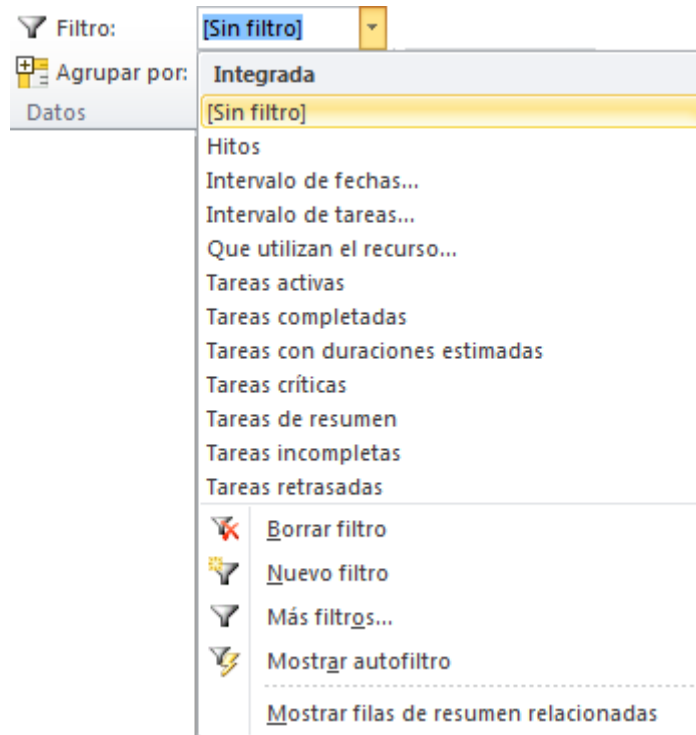 Filtro: [Sin filtro]
Agrupar por: Integrada
Datos [Sin filtro]
Hitos
Intervalo de fechas...
Intervalo de tareas...
Que utilizan el recurso...
Tareas activas
Tareas completadas
Tareas con duraciones estimadas
Tareas críticas
Tareas de resumen
Tareas incompletas
Tareas retrasadas
Borrar filtro
Nuevo filtro
Más filtros...
Mostrar autofiltro
Mostrar filas de resumen relacionadas